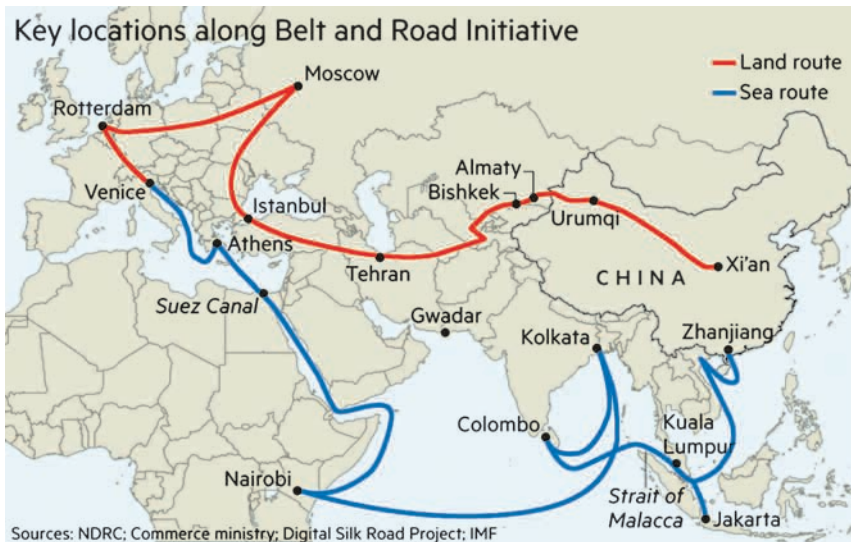 Key locations along Belt and Road Initiative
Moscow
Land route
Sea route
Rotterdam
Almaty
Bishkek
Venice
Istanbul
Urumqi
Athens
Tehran
Xi'an
CHINA
Suez Canal
Gwadar
Kolkata
Zhanjiang
Colombo
Kuala
Lumpur
Nairobi
Strait of
Malacca
Jakarta
Sources: NDRC; Commerce ministry; Digital Silk Road Project; IMF